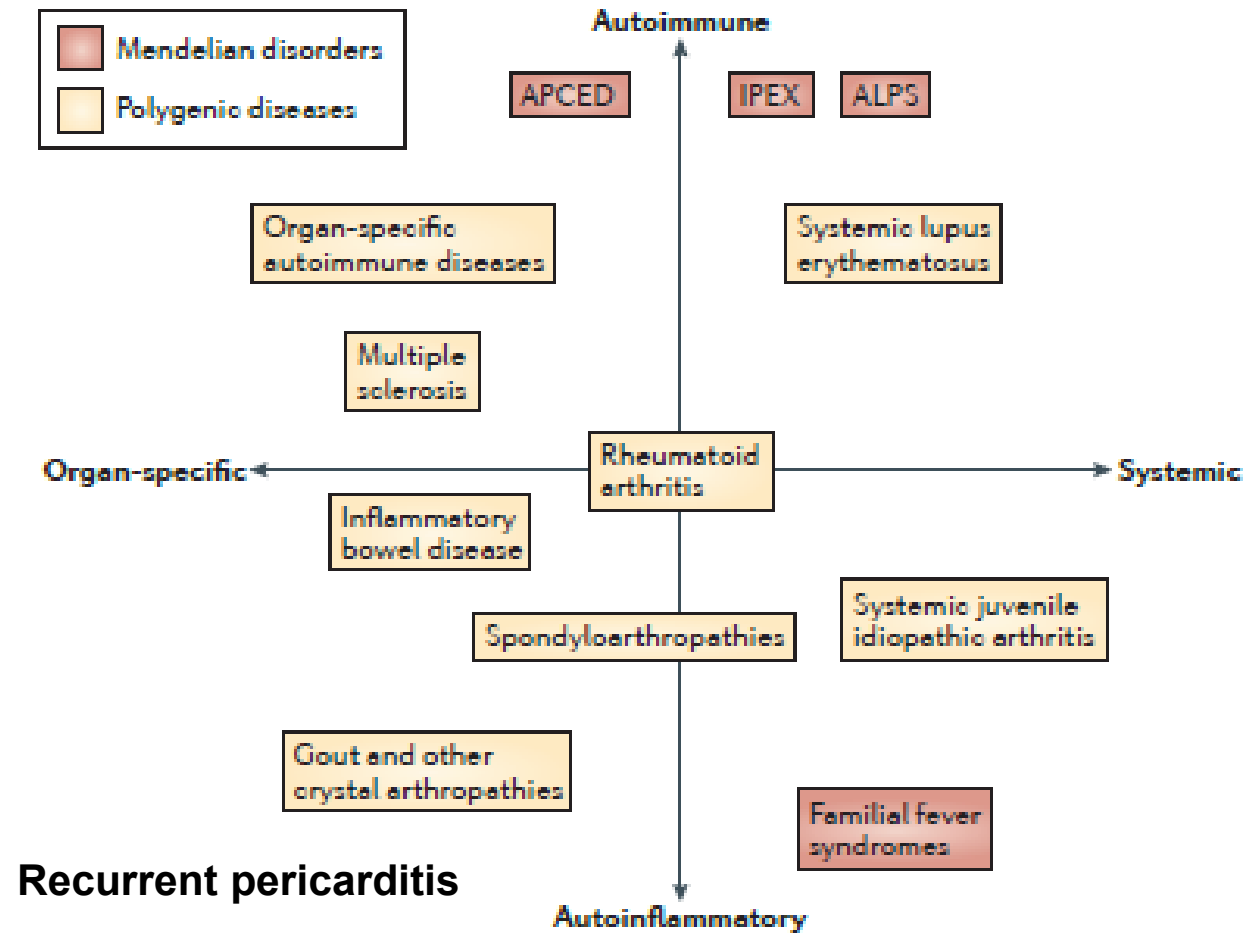 Mendelian disorders
Polygenic diseases
Autoimmune
APCED
IPEX
ALPS
Organ-specific
autoimmune diseases
Systemic lupus
erythematosus
Multiple
sclerosis
Organ-specific
Rheumatoid
arthritis
Systemic
Inflammatory
bowel disease
Systemic juvenile
idiopathic arthritis
Spondyloarthropathies
Gout and other
crystal arthropathies
Familial fever
syndromes
Recurrent pericarditis
Autoinflammatory